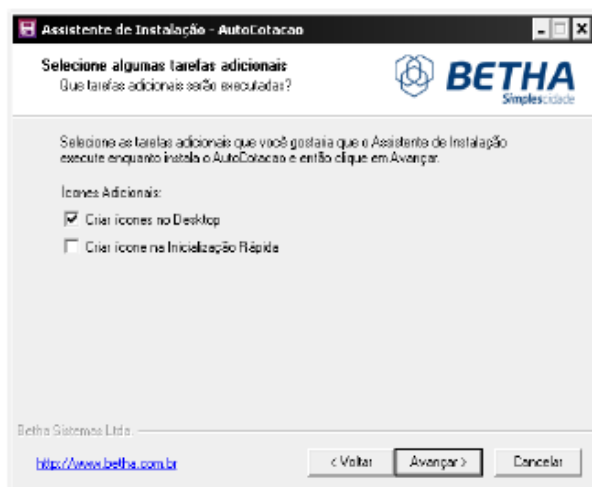 Assistente de Instalação - AutoCotacao
Selecione algumas tarefas adicionais
Que tarefas adicionais serão executadas?
BETHA
Simplescidade
Selecione as tarefas adicionais que você gostaria que o Assistente de Instalação
execute enquanto instala o AutoCotacao e então clique em Avançar.
Ícones Adicionais:
Criar ícones no Desktop
Criar ícone na Inicialização Rápida
Betha Sistemas Ltda.
http://www.betha.com.br
< Voltar
Avançar >
Cancelar